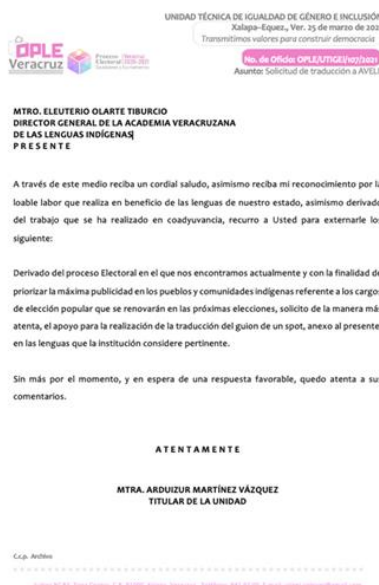 UNIDAD TÉCNICA DE IGUALDAD DE GÉNERO E INCLUSIÓN
Xalapa-Eqüez., Ver. 25 de marzo de 202
Transmitimos valores para construir democracia
OPLE
Veracruz
No. de Oficio: OPLE/UTIGEI/107/2021
Asunto: Solicitud de traducción a AVELI
MTRO. ELEUTERIO OLARTE TIBURCIO
DIRECTOR GENERAL DE LA ACADEMIA VERACRUZANA
DE LAS LENGUAS INDÍGENAS
P R E S E N T E
A través de este medio reciba un cordial saludo, asimismo reciba mi reconocimiento por la
loable labor que realiza en beneficio de las lenguas de nuestro estado, asimismo derivado
del trabajo que se ha realizado en coadyuvancia, recurro a Usted para externarle los
siguiente:
Derivado del proceso Electoral en el que nos encontramos actualmente y con la finalidad de
priorizar la máxima publicidad en los pueblos y comunidades indígenas referente a los cargos
de elección popular que se renovarán en las próximas elecciones, solicito de la manera más
atenta, el apoyo para la realización de la traducción del guion de un spot, anexo al presente,
en las lenguas que la institución considere pertinente.
Sin más por el momento, y en espera de una respuesta favorable, quedo atenta a sus
comentarios.
A T E N T A M E N T E
MTRA. ARDUIZUR MARTÍNEZ VÁZQUEZ
TITULAR DE LA UNIDAD
C.c.p. Archivo